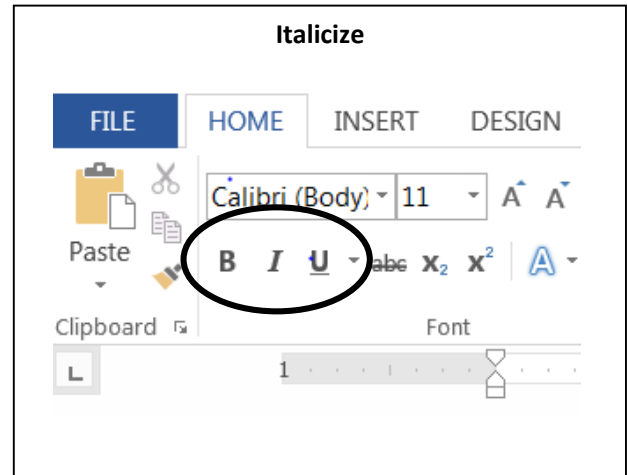 Italicize
FILE HOME INSERT DESIGN
Calibri (Body) 11 A A
Paste B I U abc X₂ X² A
Clipboard Font
L 1